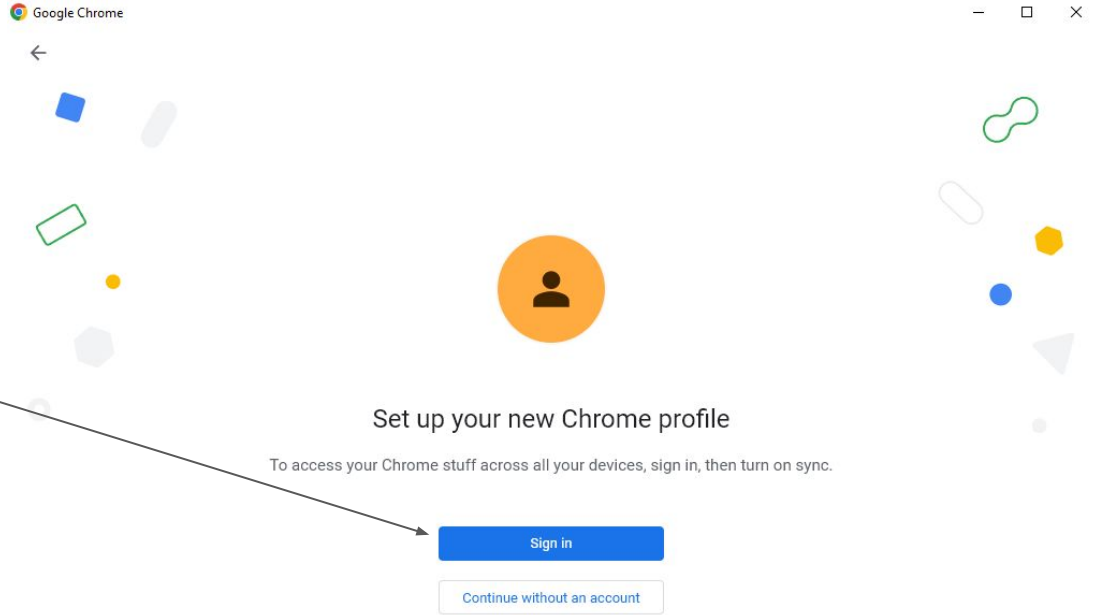 Google Chrome
Set up your new Chrome profile
To access your Chrome stuff across all your devices, sign in, then turn on sync.
Sign in
Continue without an account